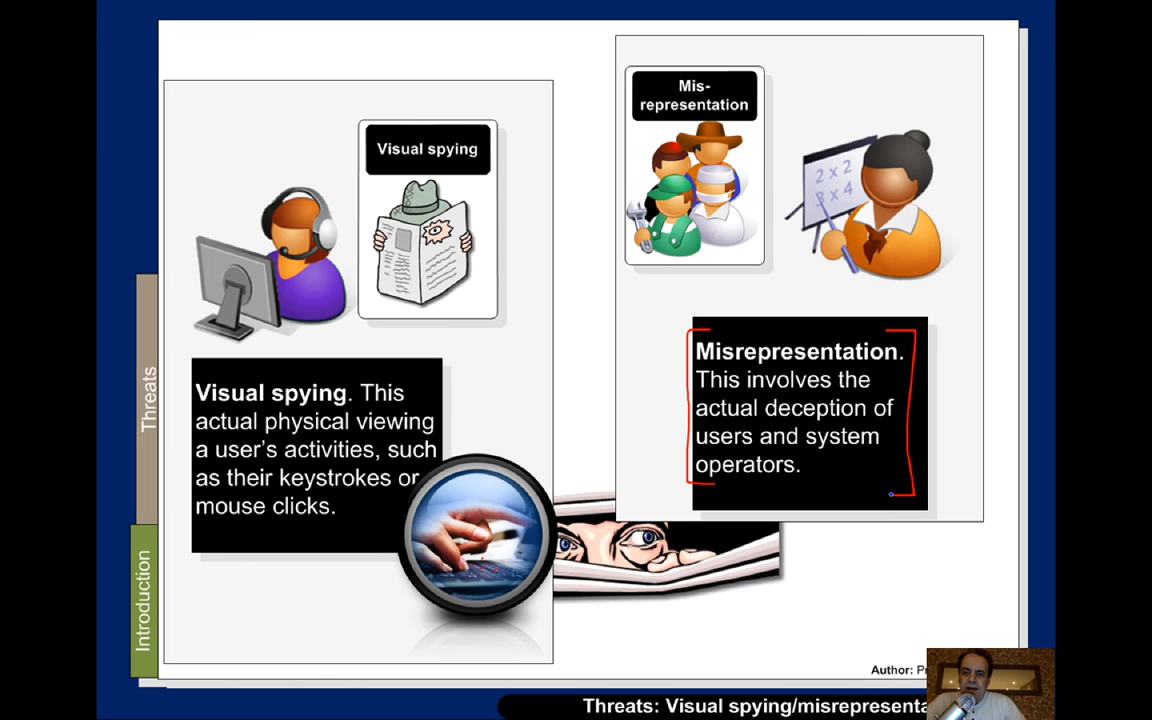 Visual spying
Visual spying. This
actual physical viewing
a user's activities, such
as their keystrokes or
mouse clicks.
Mis-
representation
2 x 2
3 x 4
Misrepresentation.
This involves the
actual deception of
users and system
operators.
Threats
Introduction
Author:
Threats: Visual spying/misrepresenta